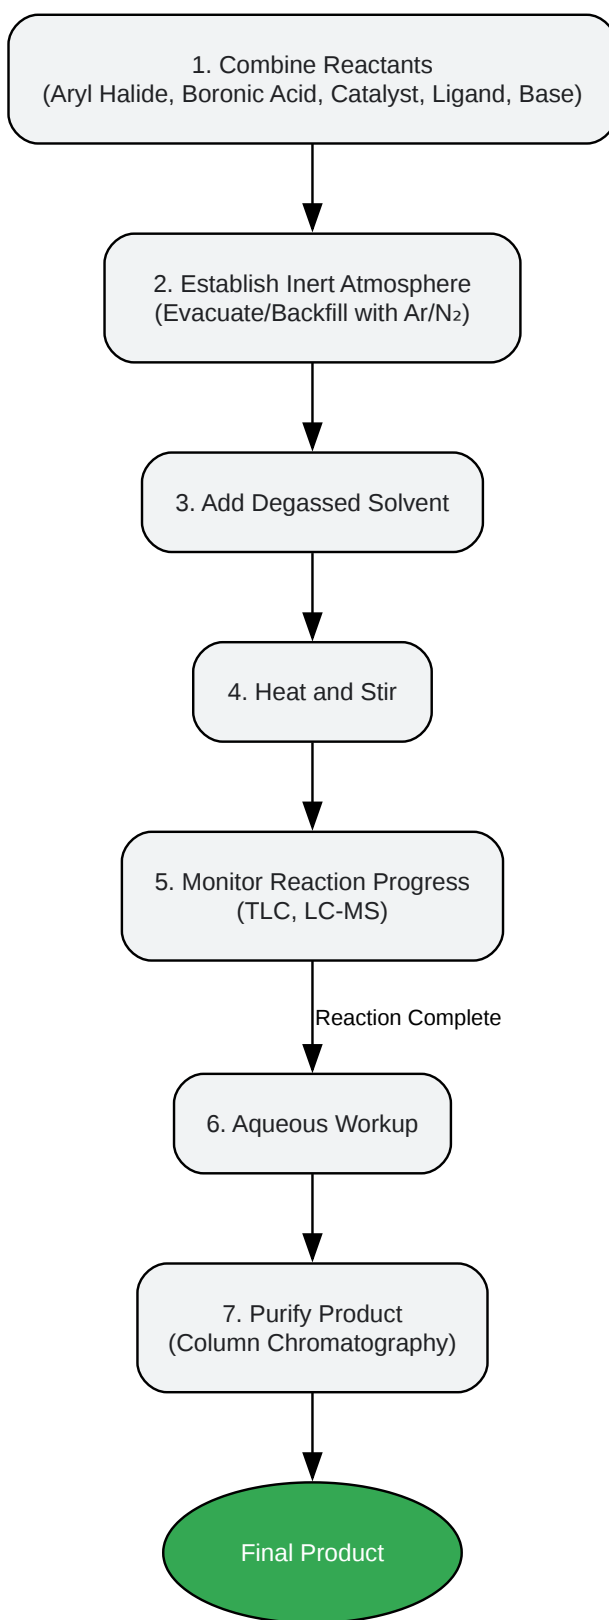 1. Combine Reactants
(Aryl Halide, Boronic Acid, Catalyst, Ligand, Base)
2. Establish Inert Atmosphere
(Evacuate/Backfill with Ar/N₂)
3. Add Degassed Solvent
4. Heat and Stir
5. Monitor Reaction Progress
(TLC, LC-MS)
Reaction Complete
6. Aqueous Workup
7. Purify Product
(Column Chromatography)
Final Product